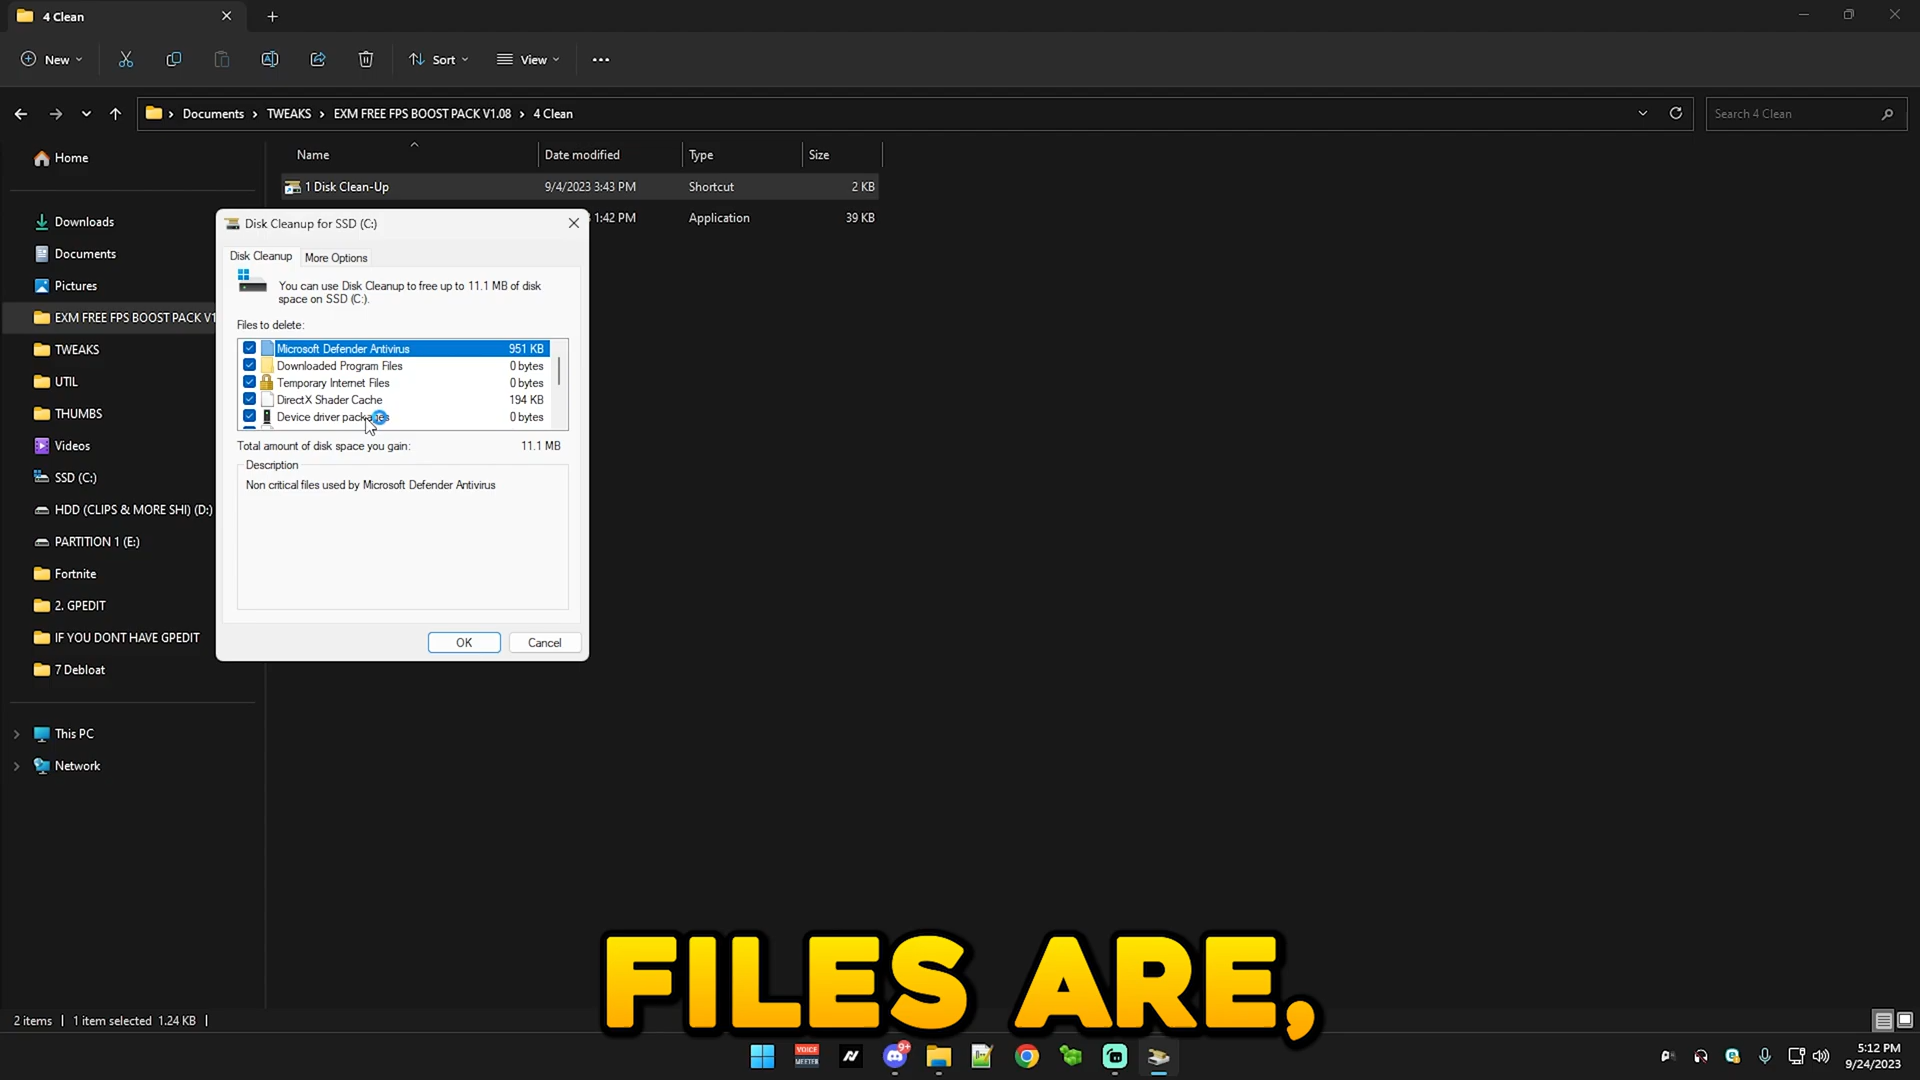 4 Clean
New
Sort
View
Documents > TWEAKS > EXM FREE FPS BOOST PACK V1.08 > 4 Clean
Search 4 Clean
Name
Date modified
Type
Size
1 Disk Clean-Up
9/4/2023 3:43 PM
Shortcut
2 KB
1:42 PM
Application
39 KB
Home
Downloads
Documents
Pictures
EXM FREE FPS BOOST PACK V1
TWEAKS
UTIL
THUMBS
Videos
SSD (C:)
HDD (CLIPS & MORE SHI) (D:)
PARTITION 1 (E:)
Fortnite
2. GPEDIT
IF YOU DONT HAVE GPEDIT
7 Debloat
This PC
Network
Disk Cleanup for SSD (C:)
Disk Cleanup
More Options
You can use Disk Cleanup to free up to 11.1 MB of disk
space on SSD (C:).
Files to delete:
Microsoft Defender Antivirus 951 KB
Downloaded Program Files 0 bytes
Temporary Internet Files 0 bytes
DirectX Shader Cache 194 KB
Device driver packages 0 bytes
Total amount of disk space you gain: 11.1 MB
Description
Non critical files used by Microsoft Defender Antivirus
OK
Cancel
FILES ARE,
2 items
1 item selected 1.24 KB
VOICE
MEETER
9+
5:12 PM
9/24/2023